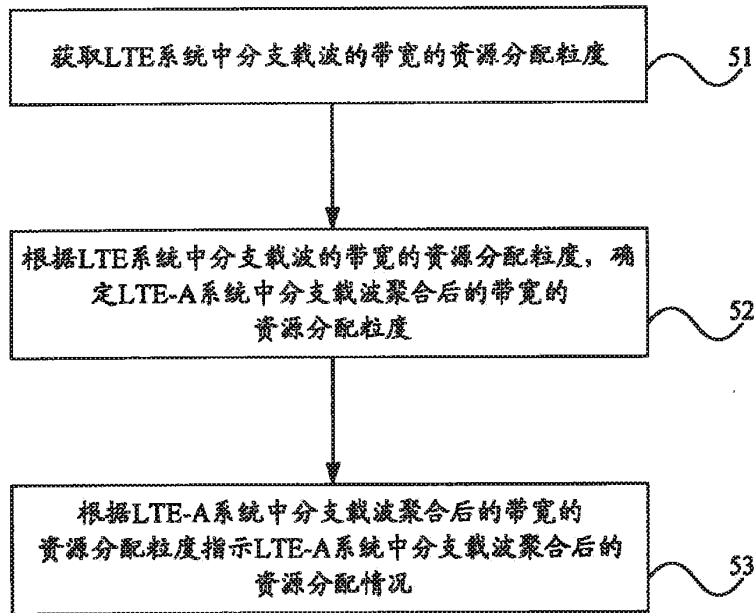 获取LTE系统中分支载波的带宽的资源分配粒度
51
根据LTE系统中分支载波的带宽的资源分配粒度，确
定LTE-A系统中分支载波聚合后的带宽的
资源分配粒度
52
根据LTE-A系统中分支载波聚合后的带宽的
资源分配粒度指示LTE-A系统中分支载波聚合后的
资源分配情况
53